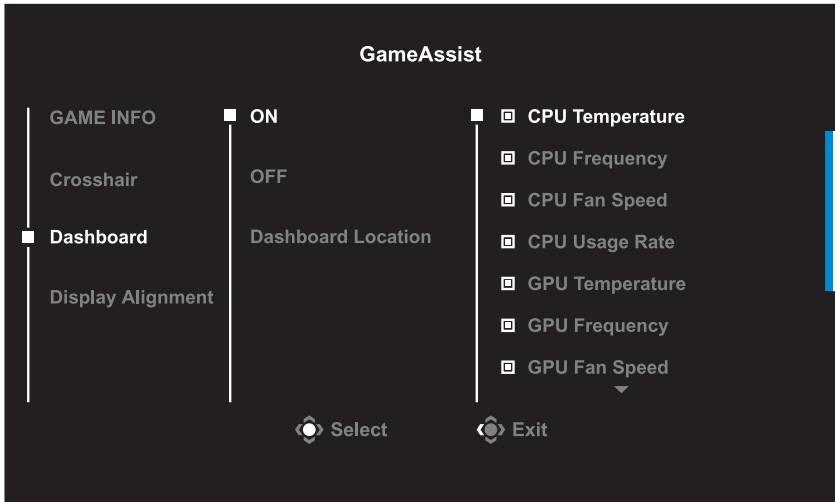 GameAssist
GAME INFO
Crosshair
Dashboard
Display Alignment
ON
OFF
Dashboard Location
CPU Temperature
CPU Frequency
CPU Fan Speed
CPU Usage Rate
GPU Temperature
GPU Frequency
GPU Fan Speed
Select
Exit